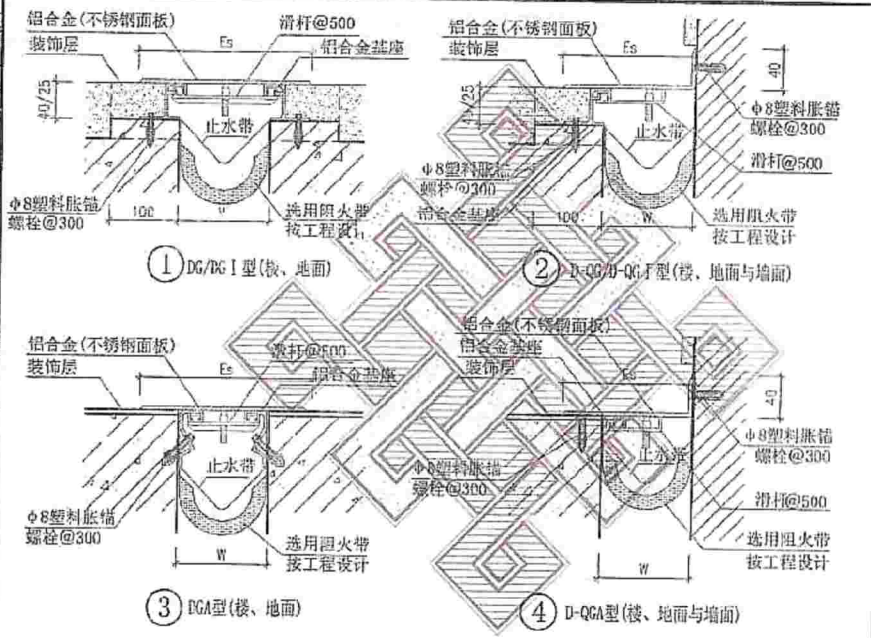 铝合金(不锈钢面板)
滑杆@500
装饰层
Es
铝合金基座
40/25
止水带
Φ8塑料胀锚
螺栓@300
100
选用阻火带
按工程设计
① DG/DGⅠ型(楼、地面)
铝合金(不锈钢面板)
装饰层
Es
40
40/25
Φ8塑料胀锚
螺栓@300
止水带
滑杆@500
Φ8塑料胀锚
螺栓@300
铝合金基座
100
W
选用阻火带
按工程设计
② D-QG/D-QGⅠ型(楼、地面与墙面)
铝合金(不锈钢面板)
滑杆@500
装饰层
Es
铝合金基座
止水带
Φ8塑料胀锚
螺栓@300
选用阻火带
按工程设计
W
③ DGA型(楼、地面)
铝合金(不锈钢面板)
铝合金基座
装饰层
Es
40
Φ8塑料胀锚
螺栓@300
止水带
Φ8塑料胀锚
螺栓@300
滑杆@500
选用阻火带
按工程设计
W
④ D-QGA型(楼、地面与墙面)